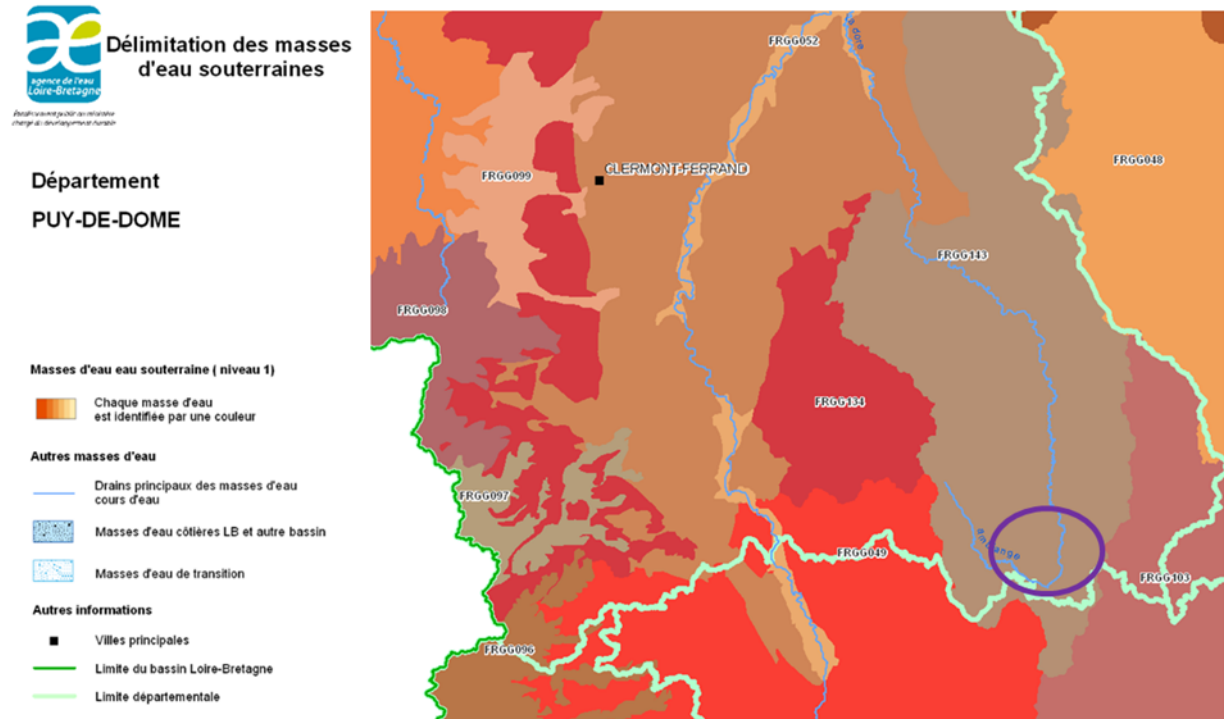 agence de l'eau
Loire-Bretagne
Délimitation des masses
d'eau souterraines
Département
PUY-DE-DOME
Masses d'eau eau souterraine ( niveau 1)
Chaque masse d'eau
est identifiée par une couleur
Autres masses d'eau
Drains principaux des masses d'eau
cours d'eau
Masses d'eau côtières LB et autre bassin
Masses d'eau de transition
Autres informations
Villes principales
Limite du bassin Loire-Bretagne
Limite départementale
FRGG052
dore
FRGG099
CLERMONT-FERRAND
FRGG048
FRGG143
FRGG098
FRGG134
FRGG097
FRGG049
FRGG103
FRGG096